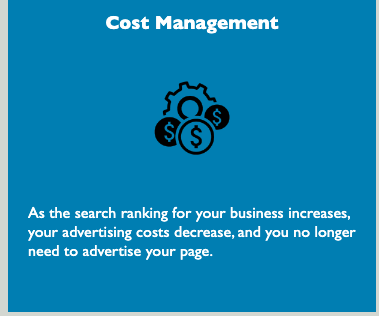 Cost Management
$ $ $
As the search ranking for your business increases,
your advertising costs decrease, and you no longer
need to advertise your page.